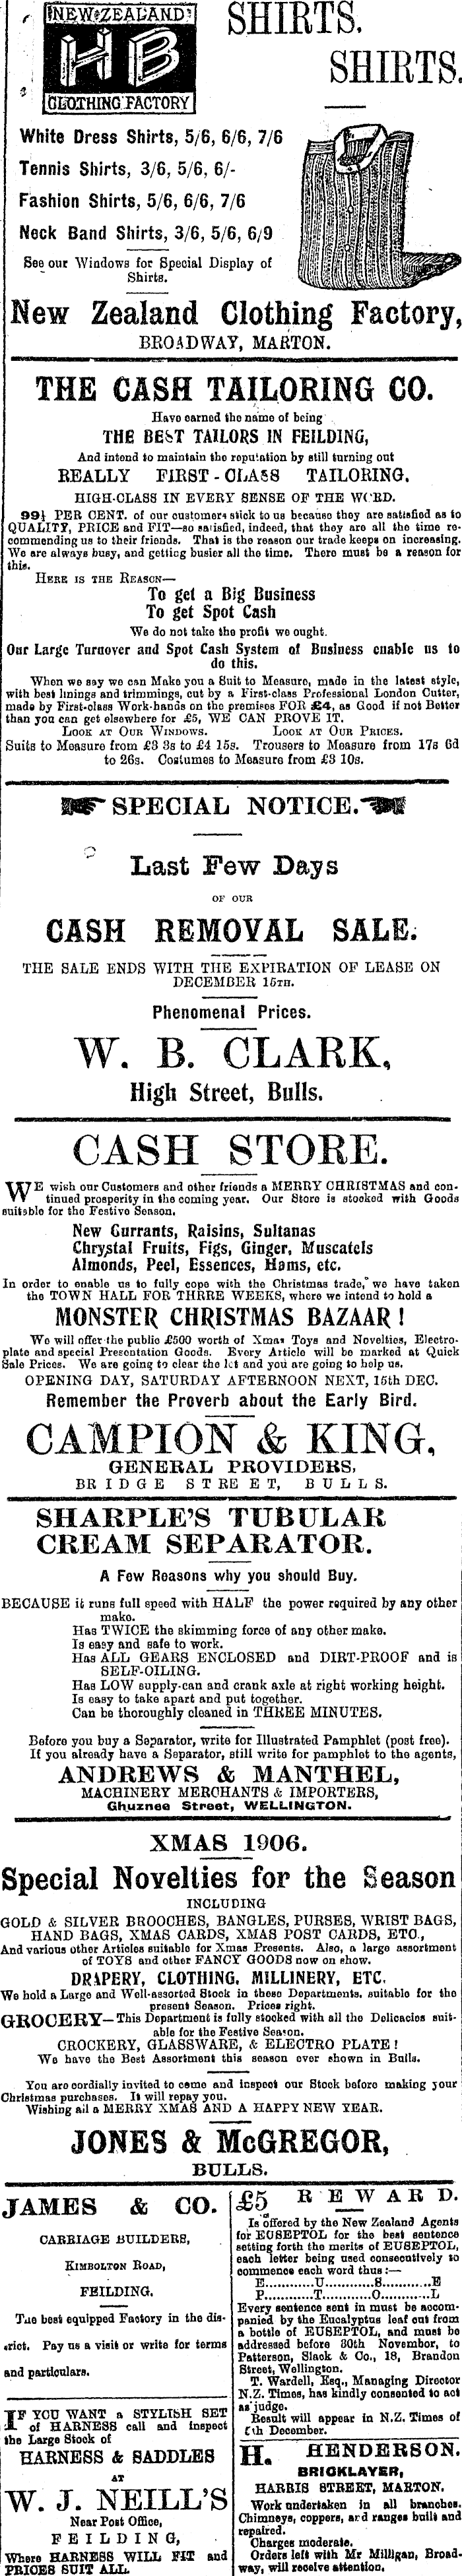 NEW ZEALAND
HB
CLOTHING FACTORY
SHIRTS.
SHIRTS.
White Dress Shirts, 5/6, 6/6, 7/6
Tennis Shirts, 3/6, 5/6, 6/-
Fashion Shirts, 5/6, 6/6, 7/6
Neck Band Shirts, 3/6, 5/6, 6/9
See our Windows for Special Display of
Shirts.
New Zealand Clothing Factory,
BROADWAY, MARTON.
THE CASH TAILORING CO.
Have earned the name of being
THE BEST TAILORS IN FEILDING,
And intend to maintain the reputation by still turning out
REALLY FIRST-CLASS TAILORING.
HIGH-CLASS IN EVERY SENSE OF THE WORD.
99½ PER CENT. of our customers stick to us because they are satisfied as to
QUALITY, PRICE and FIT—so satisfied, indeed, that they are all the time re-
commending us to their friends. That is the reason our trade keeps on increasing.
We are always busy, and getting busier all the time. There must be a reason for
this.
HERE IS THE REASON—
To get a Big Business
To get Spot Cash
We do not take the profit we ought.
Our Large Turnover and Spot Cash System of Business enable us to
do this.
When we say we can Make you a Suit to Measure, made in the latest style,
with best linings and trimmings, cut by a First-class Professional London Cutter,
made by First-class Work-hands on the premises FOR £4, as Good if not Better
than you can get elsewhere for £5, WE CAN PROVE IT.
LOOK AT OUR WINDOWS. LOOK AT OUR PRICES.
Suits to Measure from £3 3s to £4 15s. Trousers to Measure from 17s 6d
to 26s. Costumes to Measure from £3 10s.
SPECIAL NOTICE.
Last Few Days
OF OUR
CASH REMOVAL SALE.
THE SALE ENDS WITH THE EXPIRATION OF LEASE ON
DECEMBER 15TH.
Phenomenal Prices.
W. B. CLARK,
High Street, Bulls.
CASH STORE.
WE wish our Customers and other friends a MERRY CHRISTMAS and con-
tinued prosperity in the coming year. Our Store is stocked with Goods
suitable for the Festive Season.
New Currants, Raisins, Sultanas
Chrystal Fruits, Figs, Ginger, Muscatels
Almonds, Peel, Essences, Hams, etc.
In order to enable us to fully cope with the Christmas trade, we have taken
the TOWN HALL FOR THREE WEEKS, where we intend to hold a
MONSTER CHRISTMAS BAZAAR!
We will offer the public £500 worth of Xmas Toys and Novelties, Electro-
plate and special Presentation Goods. Every Article will be marked at Quick
Sale Prices. We are going to clear the lot and you are going to help us.
OPENING DAY, SATURDAY AFTERNOON NEXT, 15th DEC.
Remember the Proverb about the Early Bird.
CAMPION & KING,
GENERAL PROVIDERS,
BRIDGE STREET, BULLS.
SHARPLE'S TUBULAR
CREAM SEPARATOR.
A Few Reasons why you should Buy.
BECAUSE it runs full speed with HALF the power required by any other
make.
Has TWICE the skimming force of any other make.
Is easy and safe to work.
Has ALL GEARS ENCLOSED and DIRT-PROOF and is
SELF-OILING.
Has LOW supply-can and crank axle at right working height.
Is easy to take apart and put together.
Can be thoroughly cleaned in THREE MINUTES.
Before you buy a Separator, write for Illustrated Pamphlet (post free).
If you already have a Separator, still write for pamphlet to the agents,
ANDREWS & MANTHEL,
MACHINERY MERCHANTS & IMPORTERS,
Ghuznee Street, WELLINGTON.
XMAS 1906.
Special Novelties for the Season
INCLUDING
GOLD & SILVER BROOCHES, BANGLES, PURSES, WRIST BAGS,
HAND BAGS, XMAS CARDS, XMAS POST CARDS, ETC.,
And various other Articles suitable for Xmas Presents. Also, a large assortment
of TOYS and other FANCY GOODS now on show.
DRAPERY, CLOTHING, MILLINERY, ETC.
We hold a Large and Well-assorted Stock in these Departments, suitable for the
present Season. Prices right.
GROCERY—This Department is fully stocked with all the Delicacies suit-
able for the Festive Season.
CROCKERY, GLASSWARE, & ELECTRO PLATE!
We have the Best Assortment this season ever shown in Bulls.
You are cordially invited to come and inspect our Stock before making your
Christmas purchases. It will repay you.
Wishing all a MERRY XMAS AND A HAPPY NEW YEAR.
JONES & McGREGOR,
BULLS.
JAMES & CO.
CARRIAGE BUILDERS,
KIMBOLTON ROAD,
FEILDING.
The best equipped Factory in the dis-
trict. Pay us a visit or write for terms
and particulars.
IF YOU WANT a STYLISH SET
of HARNESS call and inspect
the Large Stock of
HARNESS & SADDLES
AT
W. J. NEILL'S
Near Post Office,
FEILDING,
Where HARNESS WILL FIT and
PRICES SUIT ALL.
£5 REWARD.
Is offered by the New Zealand Agents
for EUSEPTOL for the best sentence
setting forth the merits of EUSEPTOL,
each letter being used consecutively to
commence each word thus:—
E............U............S............E
P............T............O............L
Every sentence sent in must be accom-
panied by the Eucalyptus leaf cut from
a bottle of EUSEPTOL, and must be
addressed before 30th November, to
Patterson, Slack & Co., 18, Brandon
Street, Wellington.
T. Wardell, Esq., Managing Director
N.Z. Times, has kindly consented to act
as judge.
Result will appear in N.Z. Times of
th December.
H. HENDERSON.
BRICKLAYER,
HARRIS STREET, MARTON.
Work undertaken in all branches.
Chimneys, coppers, and ranges built and
repaired.
Charges moderate.
Orders left with Mr Milligan, Broad-
way, will receive attention.